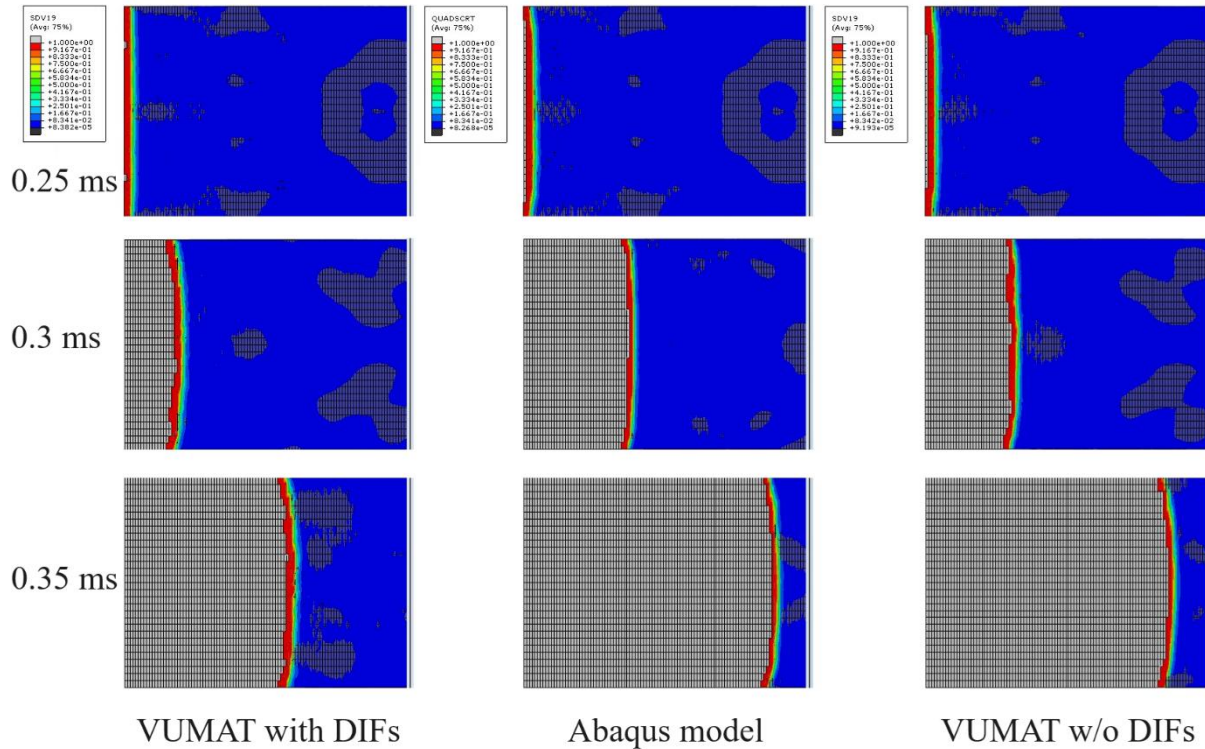 SDV19
(Avg: 75%)
+1.000e+00
+9.167e-01
+8.333e-01
+7.500e-01
+6.667e-01
+5.834e-01
+5.000e-01
+4.167e-01
+3.334e-01
+2.501e-01
+1.667e-01
+8.341e-02
+8.382e-05
QUADSCRT
(Avg: 75%)
+1.000e+00
+9.167e-01
+8.333e-01
+7.500e-01
+6.667e-01
+5.834e-01
+5.000e-01
+4.167e-01
+3.334e-01
+2.501e-01
+1.667e-01
+8.341e-02
+8.268e-05
SDV19
(Avg: 75%)
+1.000e+00
+9.167e-01
+8.333e-01
+7.500e-01
+6.667e-01
+5.834e-01
+5.000e-01
+4.167e-01
+3.334e-01
+2.501e-01
+1.667e-01
+8.342e-02
+9.193e-05
0.25 ms
0.3 ms
0.35 ms
VUMAT with DIFs
Abaqus model
VUMAT w/o DIFs